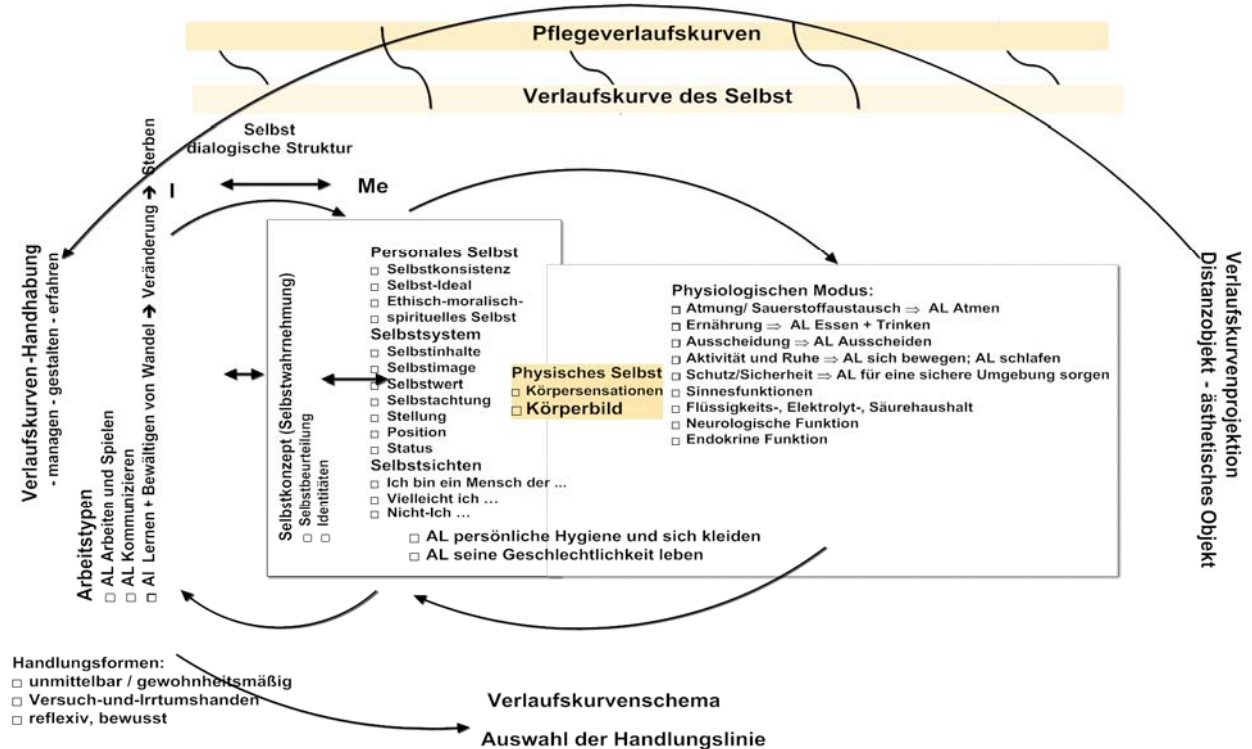 Pflegeverlaufskurven
Verlaufskurve des Selbst
Selbst
dialogische Struktur
I
Me
Verlaufskurven-Handhabung
- managen - gestalten - erfahren
Arbeitstypen
□ AL Arbeiten und Spielen
□ AL Kommunizieren
□ Al Lernen + Bewältigen von Wandel ➔ Veränderung ➔ Sterben
Selbstkonzept (Selbstwahrnehmung)
□ Selbstbeurteilung
□ Identitäten
Personales Selbst
□ Selbstkonsistenz
□ Selbst-Ideal
□ Ethisch-moralisch-
□ spirituelles Selbst
Selbstsystem
□ Selbstinhalte
□ Selbstimage
□ Selbstwert
□ Selbstachtung
□ Stellung
□ Position
□ Status
Selbstsichten
□ Ich bin ein Mensch der ...
□ Vielleicht ich …
□ Nicht-Ich …
□ AL persönliche Hygiene und sich kleiden
□ AL seine Geschlechtlichkeit leben
Physisches Selbst
□ Körpersensationen
□ Körperbild
Physiologischen Modus:
□ Atmung/ Sauerstoffaustausch ⇒ AL Atmen
□ Ernährung ⇒ AL Essen + Trinken
□ Ausscheidung ⇒ AL Ausscheiden
□ Aktivität und Ruhe ⇒ AL sich bewegen; AL schlafen
□ Schutz/Sicherheit ⇒ AL für eine sichere Umgebung sorgen
□ Sinnesfunktionen
□ Flüssigkeits-, Elektrolyt-, Säurehaushalt
□ Neurologische Funktion
□ Endokrine Funktion
Verlaufskurvenprojektion
Distanzobjekt - ästhetisches Objekt
Handlungsformen:
□ unmittelbar / gewohnheitsmäßig
□ Versuch-und-Irrtumshanden
□ reflexiv, bewusst
Verlaufskurvenschema
Auswahl der Handlungslinie